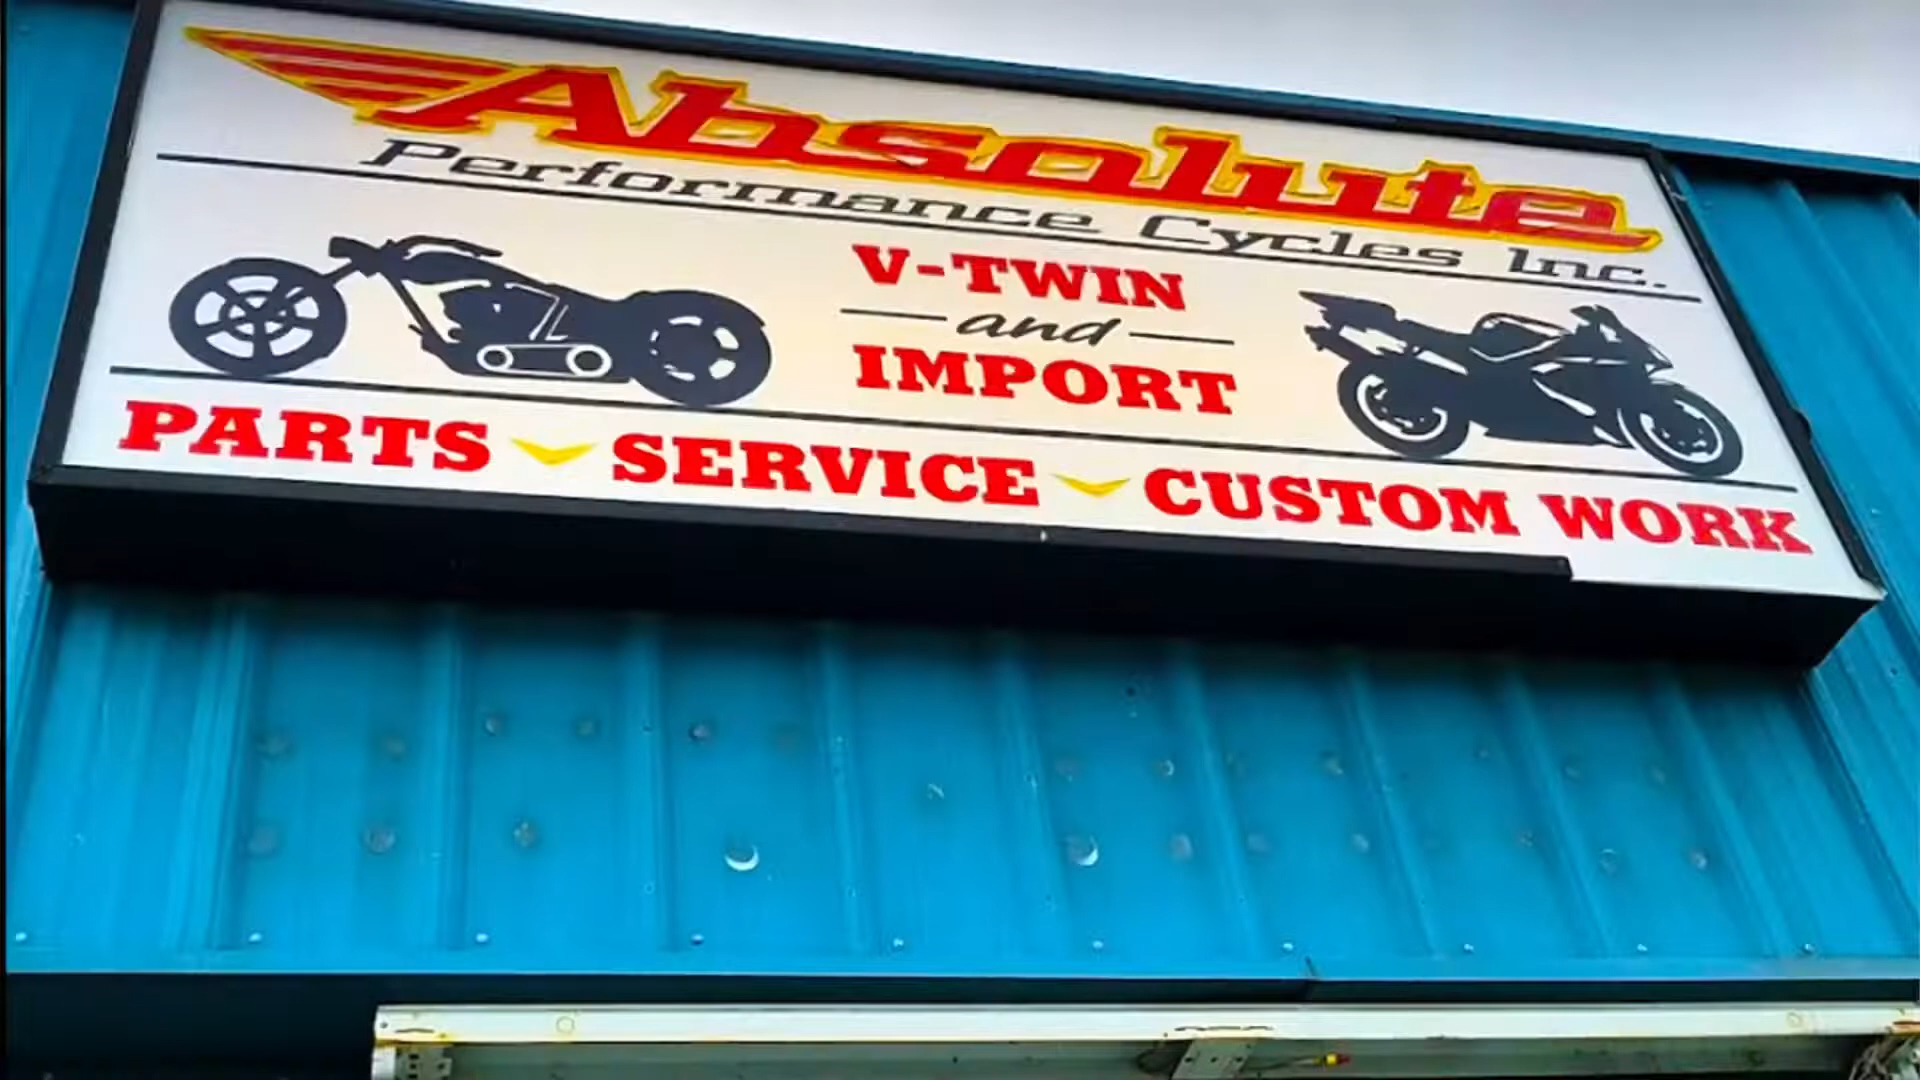 Absolute
Performance Cycles Inc.
V-TWIN
and
IMPORT
PARTS SERVICE CUSTOM WORK